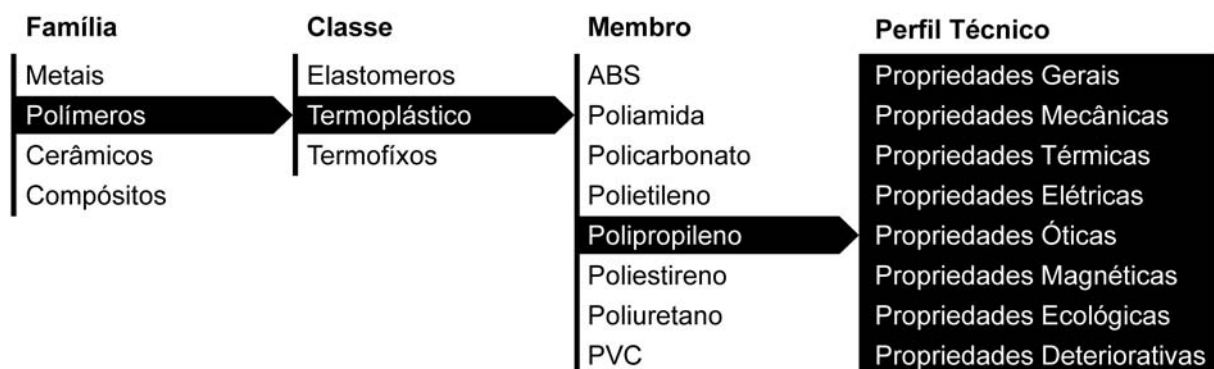 Família
Metais
Polímeros
Cerâmicos
Compósitos
Classe
Elastomeros
Termoplástico
Termofíxos
Membro
ABS
Poliamida
Policarbonato
Polietileno
Polipropileno
Poliestireno
Poliuretano
PVC
Perfil Técnico
Propriedades Gerais
Propriedades Mecânicas
Propriedades Térmicas
Propriedades Elétricas
Propriedades Óticas
Propriedades Magnéticas
Propriedades Ecológicas
Propriedades Deteriorativas